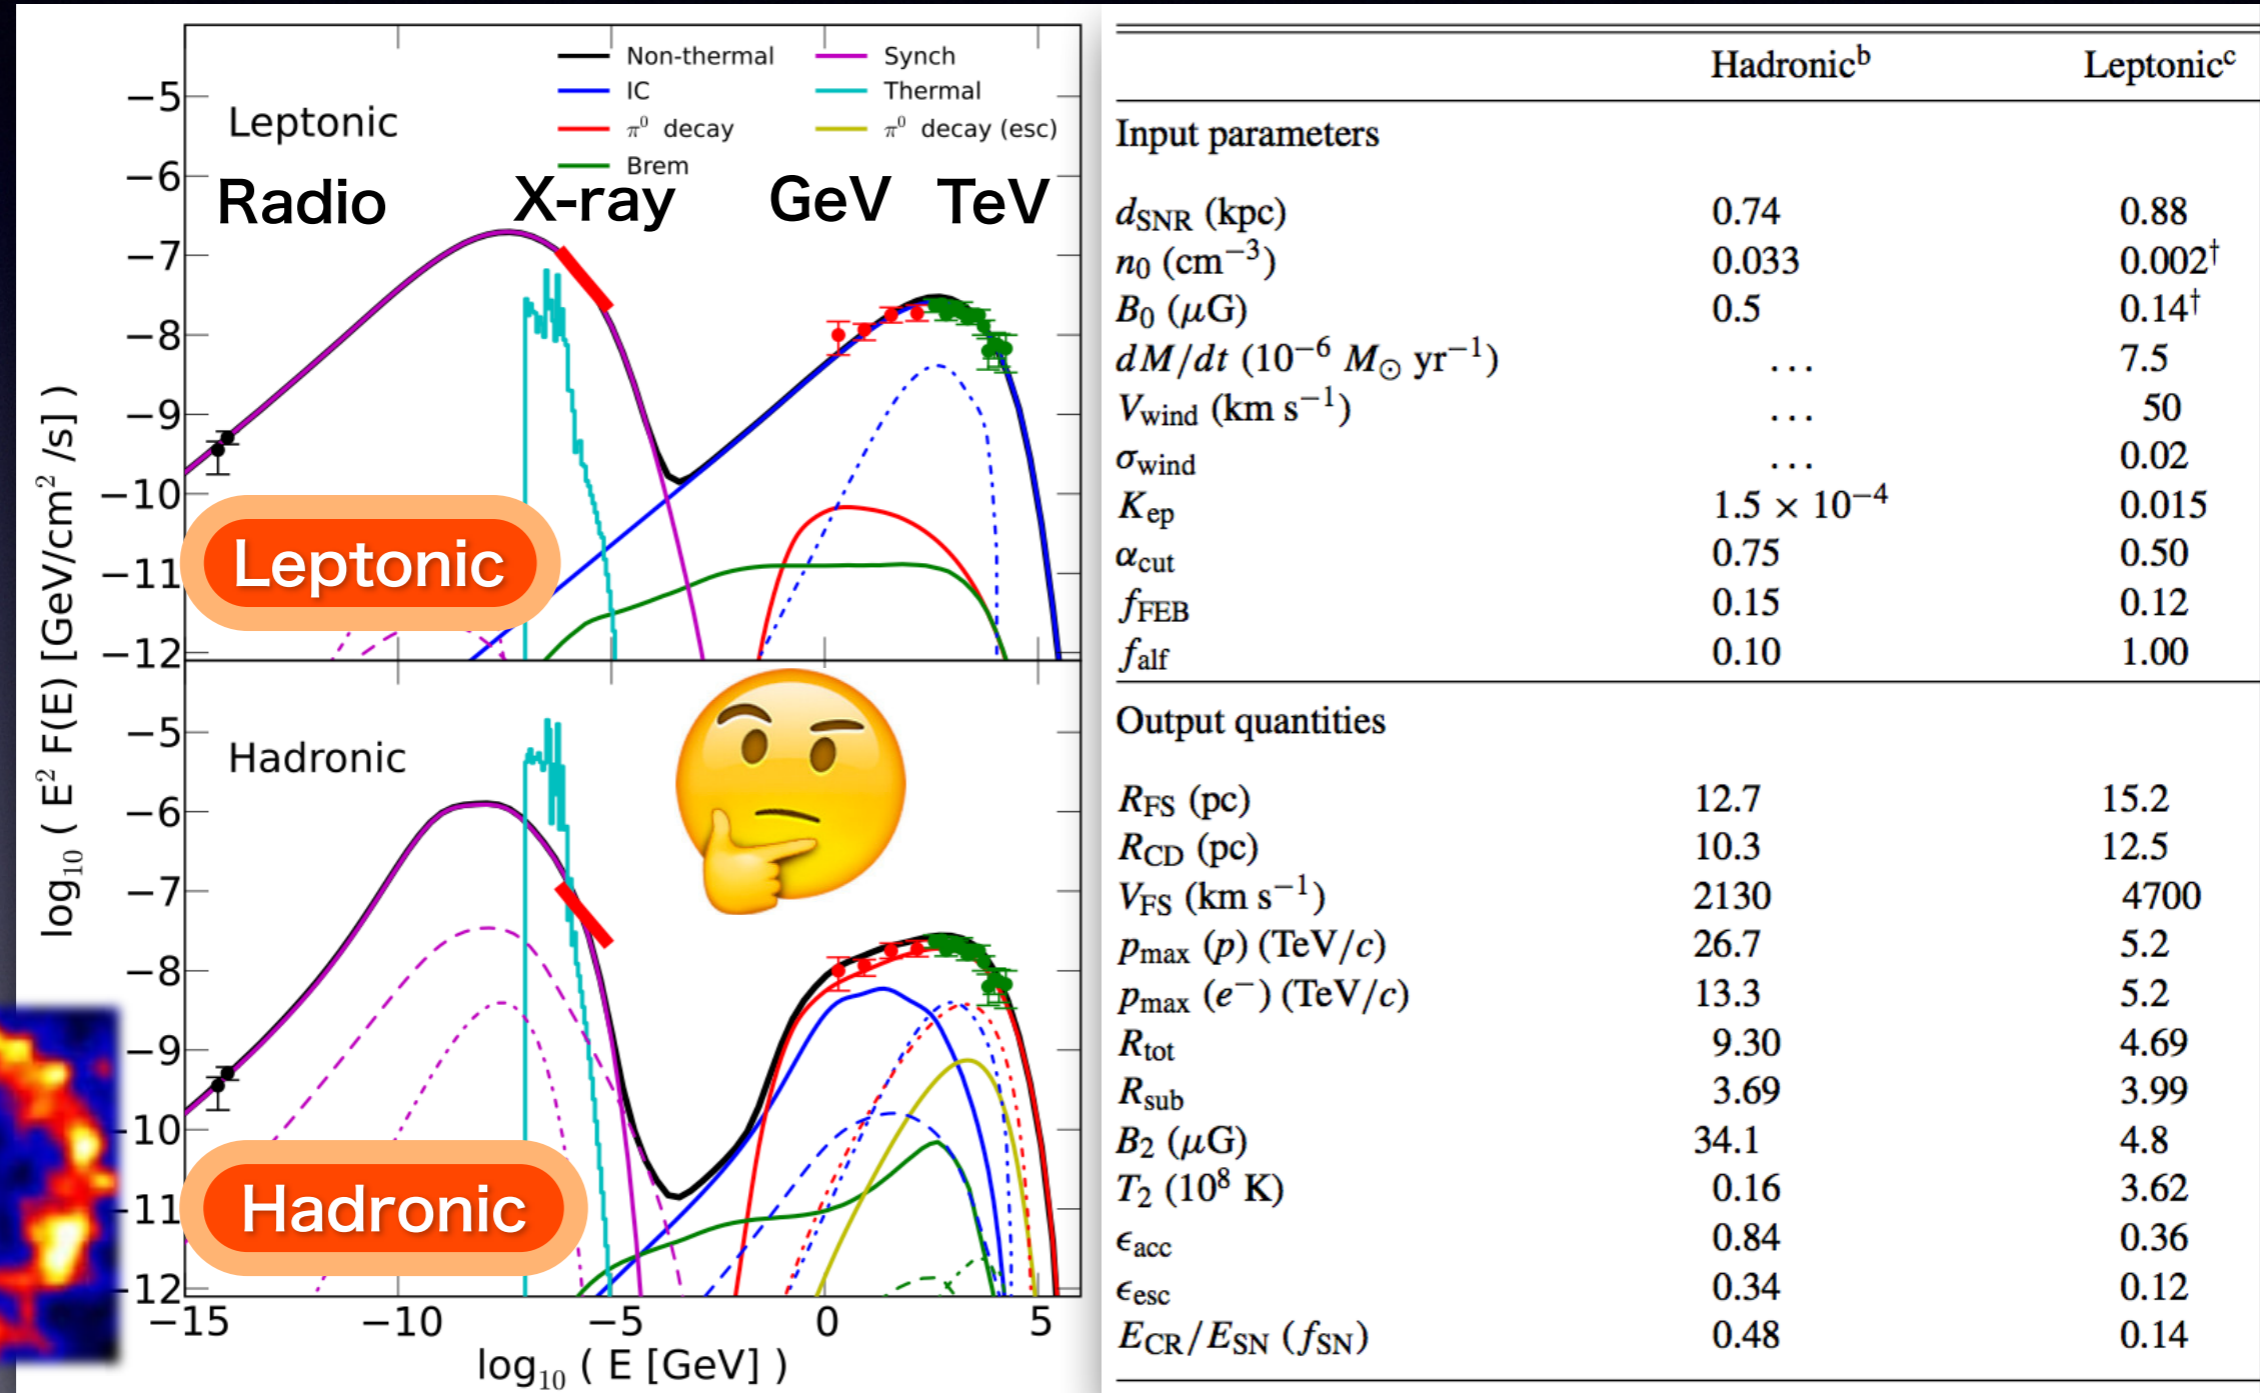 Leptonic
Non-thermal
IC
π⁰ decay
Brem
Synch
Thermal
π⁰ decay (esc)
Radio X-ray GeV TeV
−5
−6
−7
−8
−9
−10
−11
−12
Leptonic
Hadronic
−5
−6
−7
−8
−9
10
11
12
Hadronic
−15 −10 −5 0 5
log₁₀ ( E [GeV] )
log₁₀ ( E² F(E) [GeV/cm² /s] )
Hadronicᵇ Leptonicᶜ
Input parameters
d_SNR (kpc) 0.74 0.88
n₀ (cm⁻³) 0.033 0.002†
B₀ (μG) 0.5 0.14†
dM/dt (10⁻⁶ M⊙ yr⁻¹) ... 7.5
V_wind (km s⁻¹) ... 50
σ_wind ... 0.02
K_ep 1.5 × 10⁻⁴ 0.015
α_cut 0.75 0.50
f_FEB 0.15 0.12
f_alf 0.10 1.00
Output quantities
R_FS (pc) 12.7 15.2
R_CD (pc) 10.3 12.5
V_FS (km s⁻¹) 2130 4700
p_max (p) (TeV/c) 26.7 5.2
p_max (e⁻) (TeV/c) 13.3 5.2
R_tot 9.30 4.69
R_sub 3.69 3.99
B₂ (μG) 34.1 4.8
T₂ (10⁸ K) 0.16 3.62
ϵ_acc 0.84 0.36
ϵ_esc 0.34 0.12
E_CR/E_SN (f_SN) 0.48 0.14